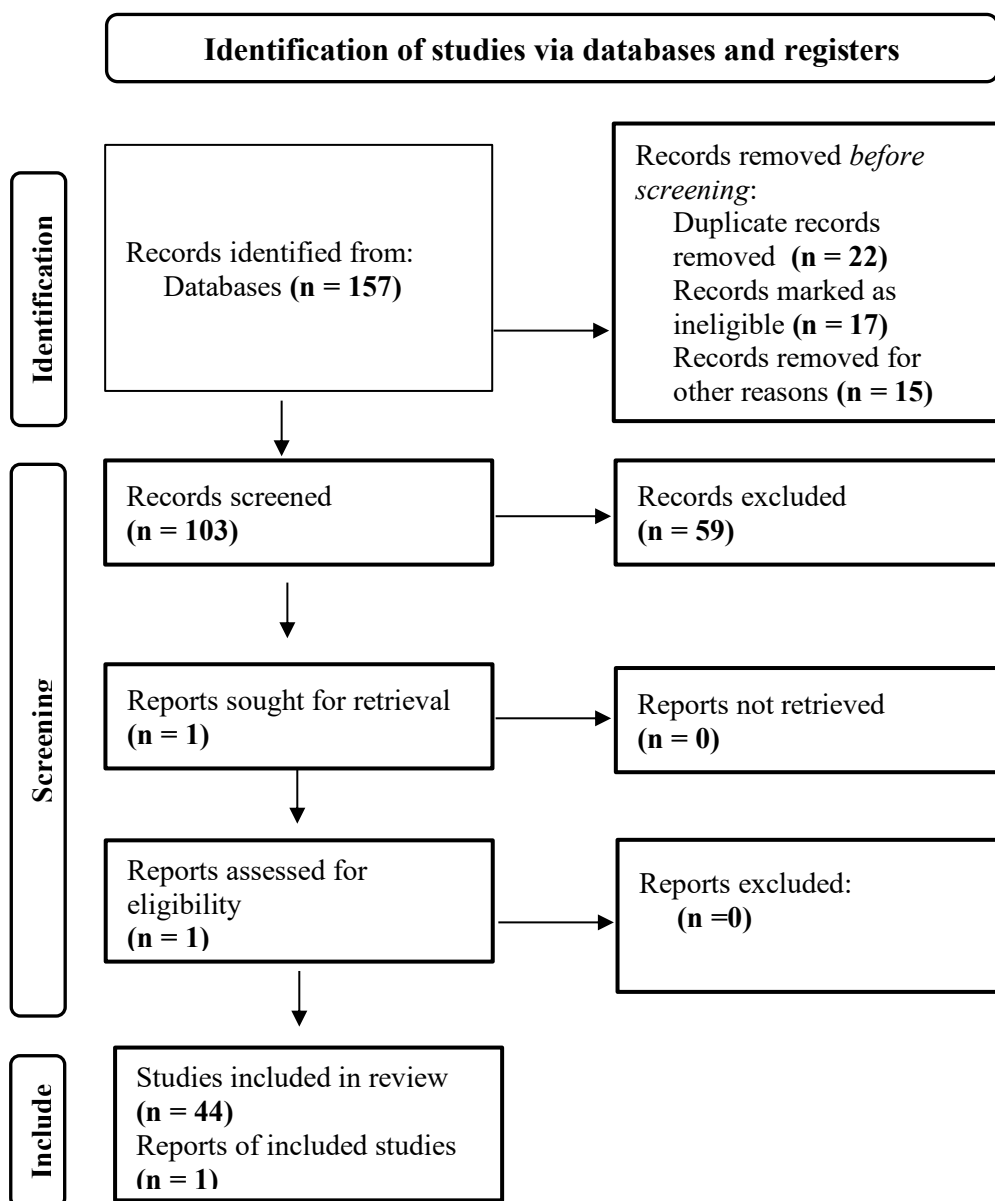 Identification of studies via databases and registers
Identification
Records identified from:
Databases (n = 157)
Records removed before
screening:
Duplicate records
removed (n = 22)
Records marked as
ineligible (n = 17)
Records removed for
other reasons (n = 15)
Screening
Records screened
(n = 103)
Records excluded
(n = 59)
Reports sought for retrieval
(n = 1)
Reports not retrieved
(n = 0)
Reports assessed for
eligibility
(n = 1)
Reports excluded:
(n =0)
Include
Studies included in review
(n = 44)
Reports of included studies
(n = 1)